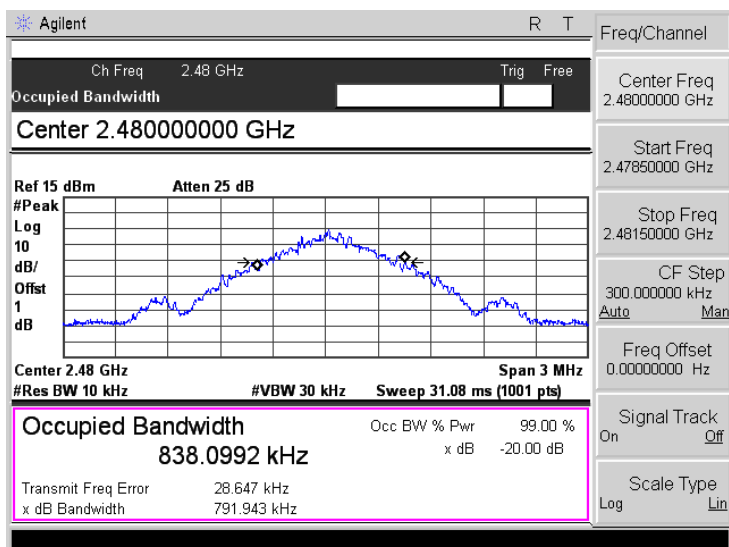 Agilent R T
Ch Freq 2.48 GHz Trig Free
Occupied Bandwidth
Center 2.480000000 GHz
Ref 15 dBm Atten 25 dB
#Peak
Log
10
dB/
Offst
1
dB
Center 2.48 GHz Span 3 MHz
#Res BW 10 kHz #VBW 30 kHz Sweep 31.08 ms (1001 pts)
Occupied Bandwidth Occ BW % Pwr 99.00 %
838.0992 kHz x dB -20.00 dB
Transmit Freq Error 28.647 kHz
x dB Bandwidth 791.943 kHz
Freq/Channel
Center Freq
2.48000000 GHz
Start Freq
2.47850000 GHz
Stop Freq
2.48150000 GHz
CF Step
300.000000 kHz
Auto Man
Freq Offset
0.00000000 Hz
Signal Track
On Off
Scale Type
Log Lin